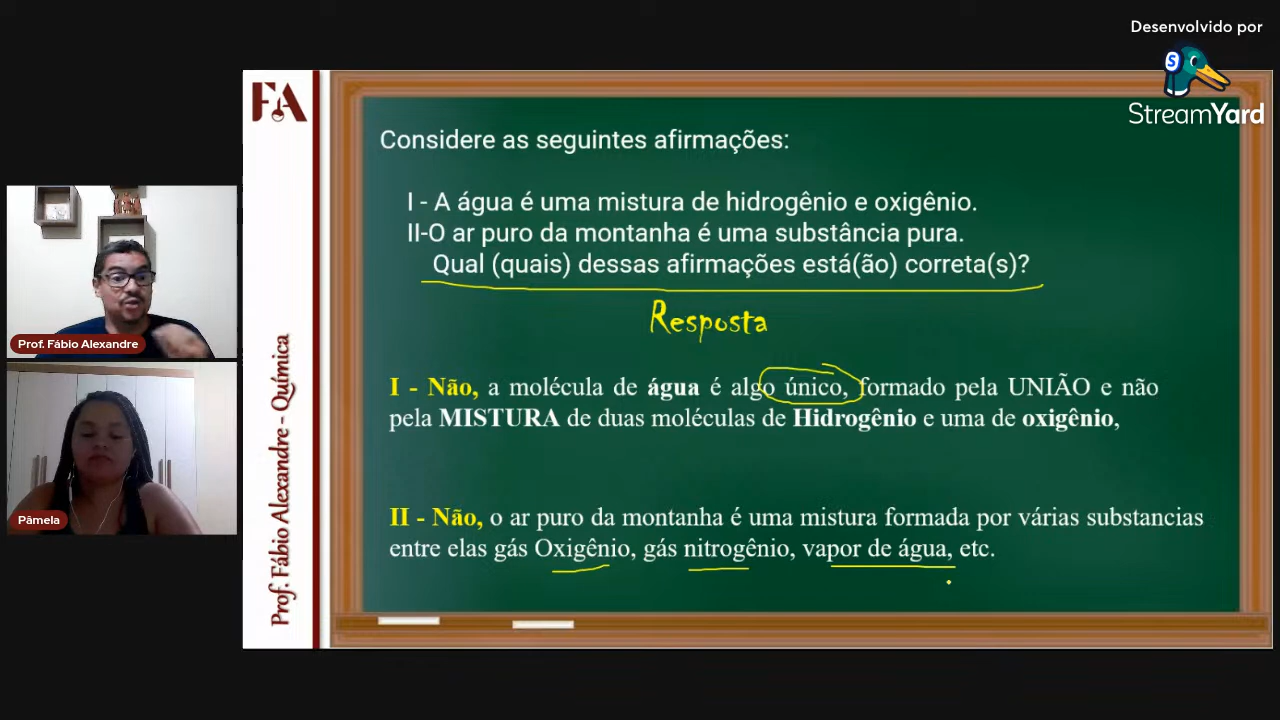 Desenvolvido por
StreamYard
FA
Considere as seguintes afirmações:
I - A água é uma mistura de hidrogênio e oxigênio.
II-O ar puro da montanha é uma substância pura.
Qual (quais) dessas afirmações está(ão) correta(s)?
Resposta
I - Não, a molécula de água é algo único, formado pela UNIÃO e não
pela MISTURA de duas moléculas de Hidrogênio e uma de oxigênio,
II - Não, o ar puro da montanha é uma mistura formada por várias substancias
entre elas gás Oxigênio, gás nitrogênio, vapor de água, etc.
Prof. Fábio Alexandre - Química
Prof. Fábio Alexandre
Pâmela